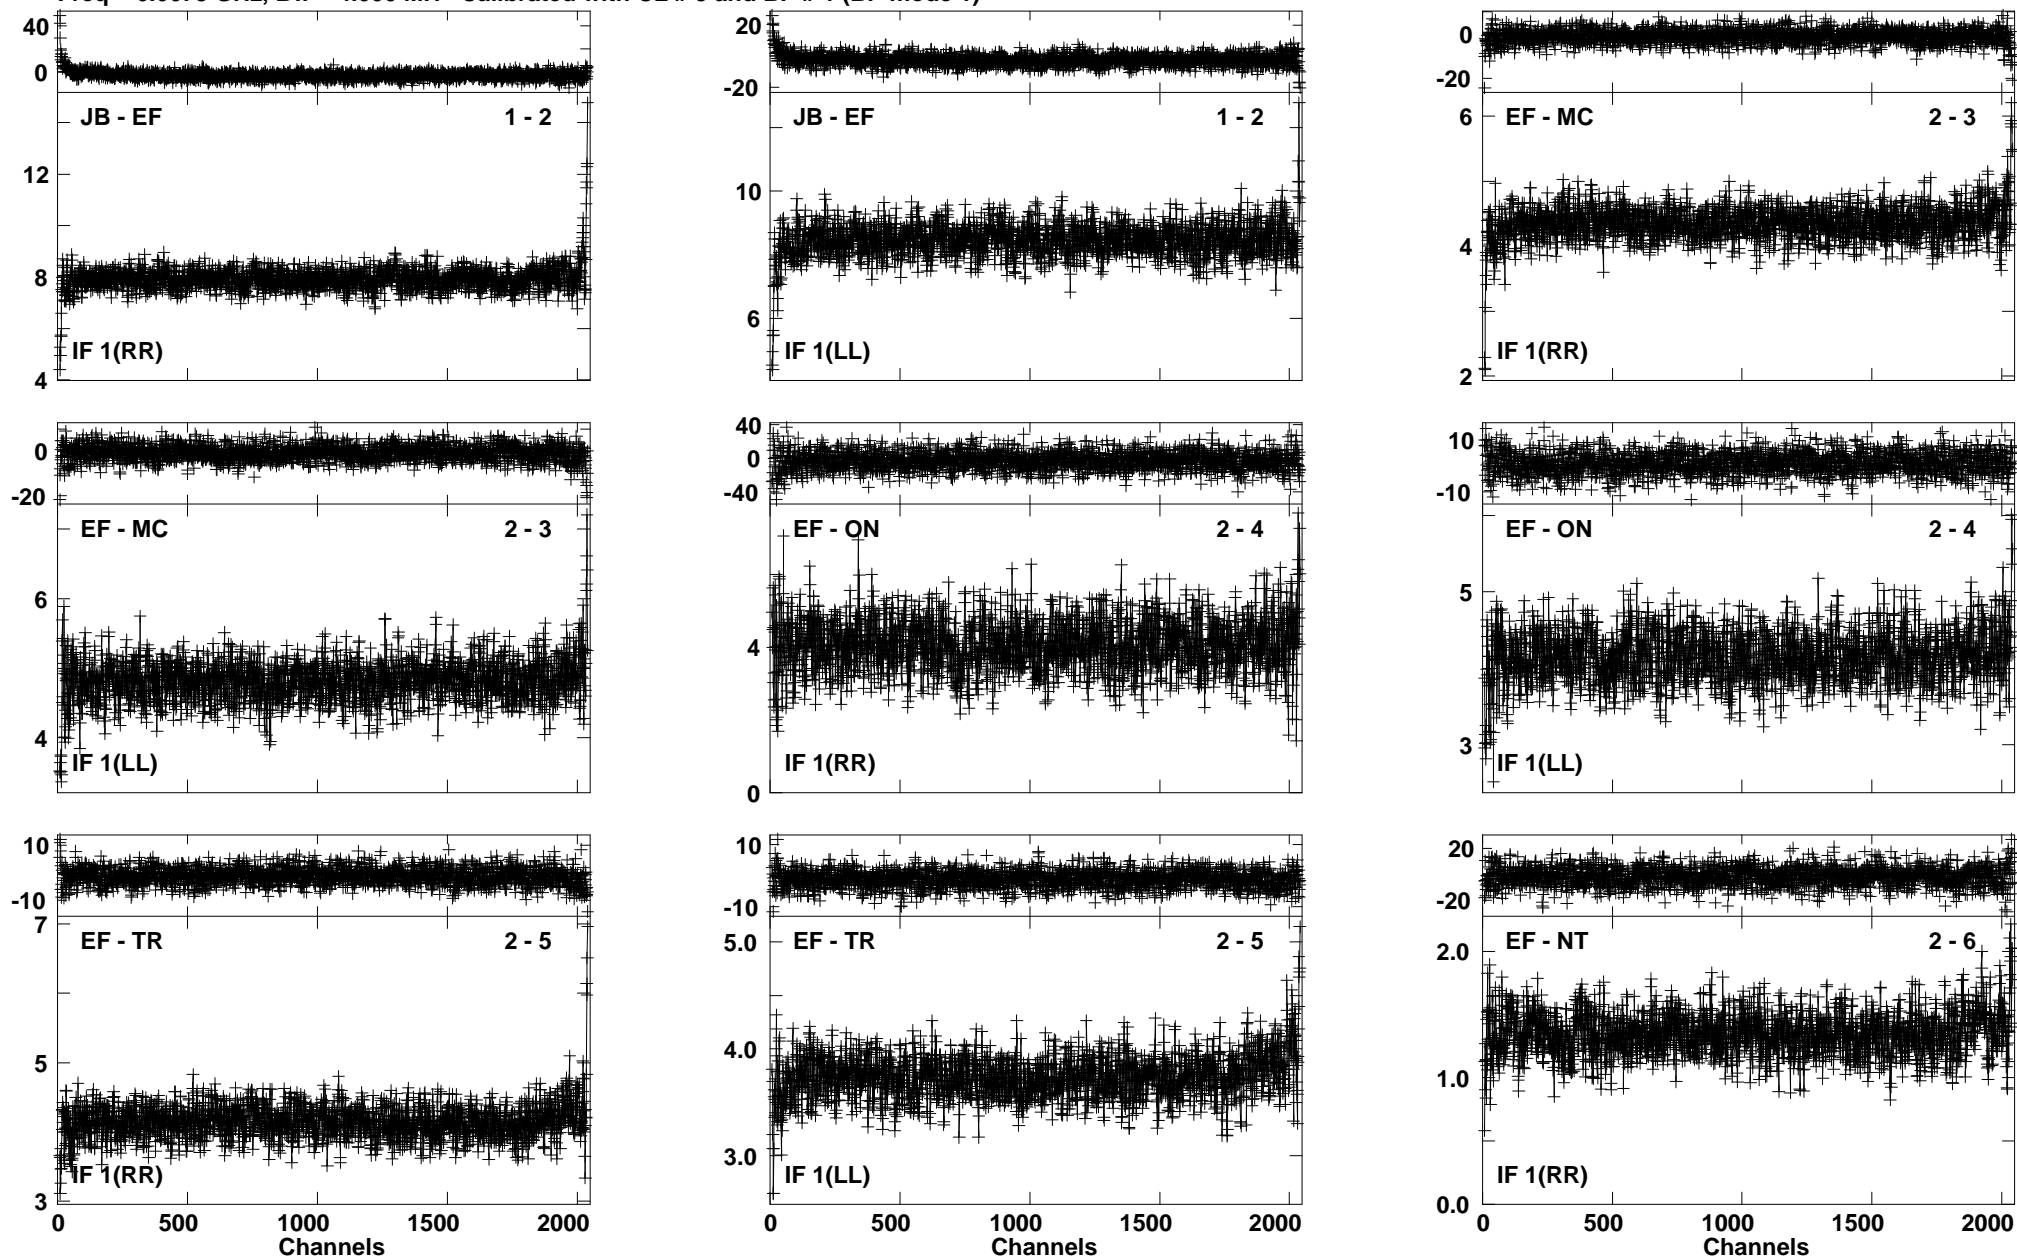 40
0
JB - EF 1 - 2
12
8
IF 1(RR)
4
20
-20
JB - EF 1 - 2
10
6
IF 1(LL)
0
-20
6
EF - MC 2 - 3
4
IF 1(RR)
2
0
-20
EF - MC 2 - 3
6
4
IF 1(LL)
40
0
-40
EF - ON 2 - 4
4
IF 1(RR)
0
10
-10
EF - ON 2 - 4
5
3
IF 1(LL)
10
-10
7
EF - TR 2 - 5
5
IF 1(RR)
3
0 500 1000 1500 2000
Channels
10
-10
5.0
EF - TR 2 - 5
4.0
3.0
IF 1(LL)
0 500 1000 1500 2000
Channels
20
-20
2.0
EF - NT 2 - 6
1.0
IF 1(RR)
0.0
0 500 1000 1500 2000
Channels